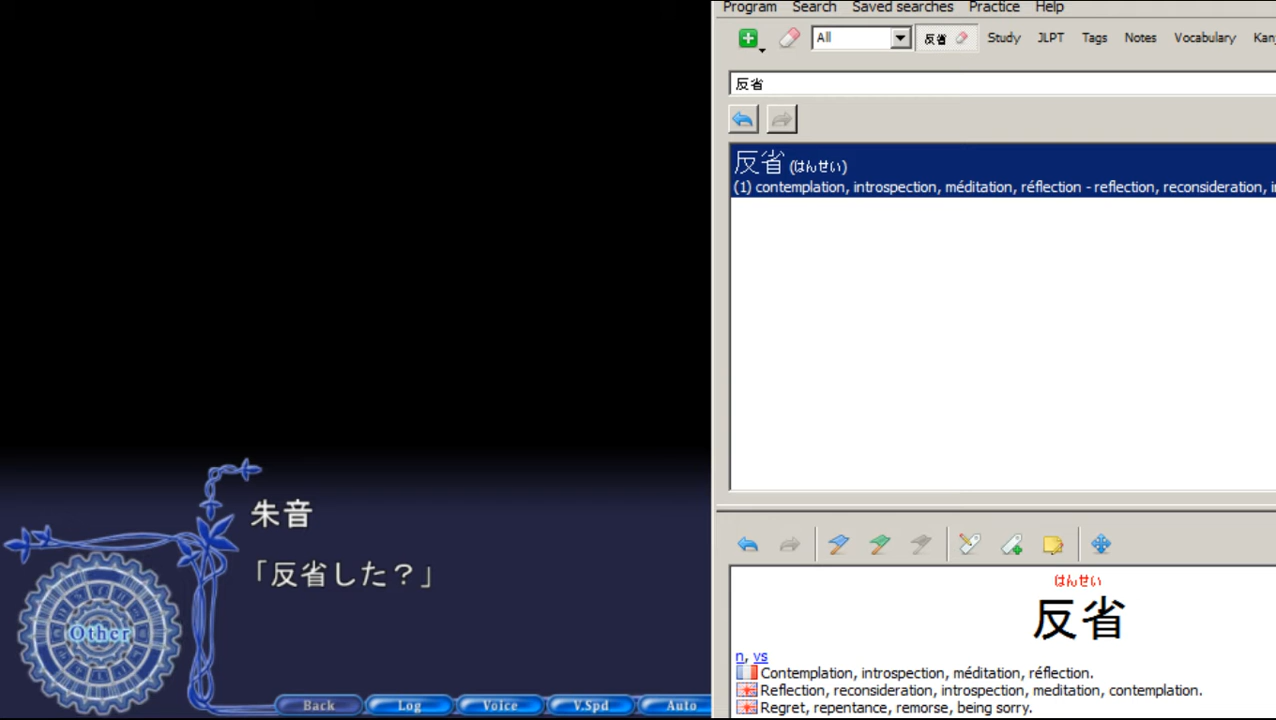 朱音
「反省した？」
Other
Back
Log
Voice
V.Spd
Auto
Program Search Saved searches Practice Help
All 反省 Study JLPT Tags Notes Vocabulary Kan
反省
反省 (はんせい)
(1) contemplation, introspection, méditation, réflection - reflection, reconsideration, i
はんせい
反省
n, vs
Contemplation, introspection, méditation, réflection.
Reflection, reconsideration, introspection, meditation, contemplation.
Regret, repentance, remorse, being sorry.